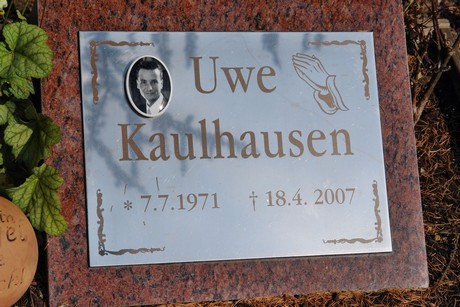 Uwe
Kaulhausen
* 7.7.1971 † 18.4. 2007